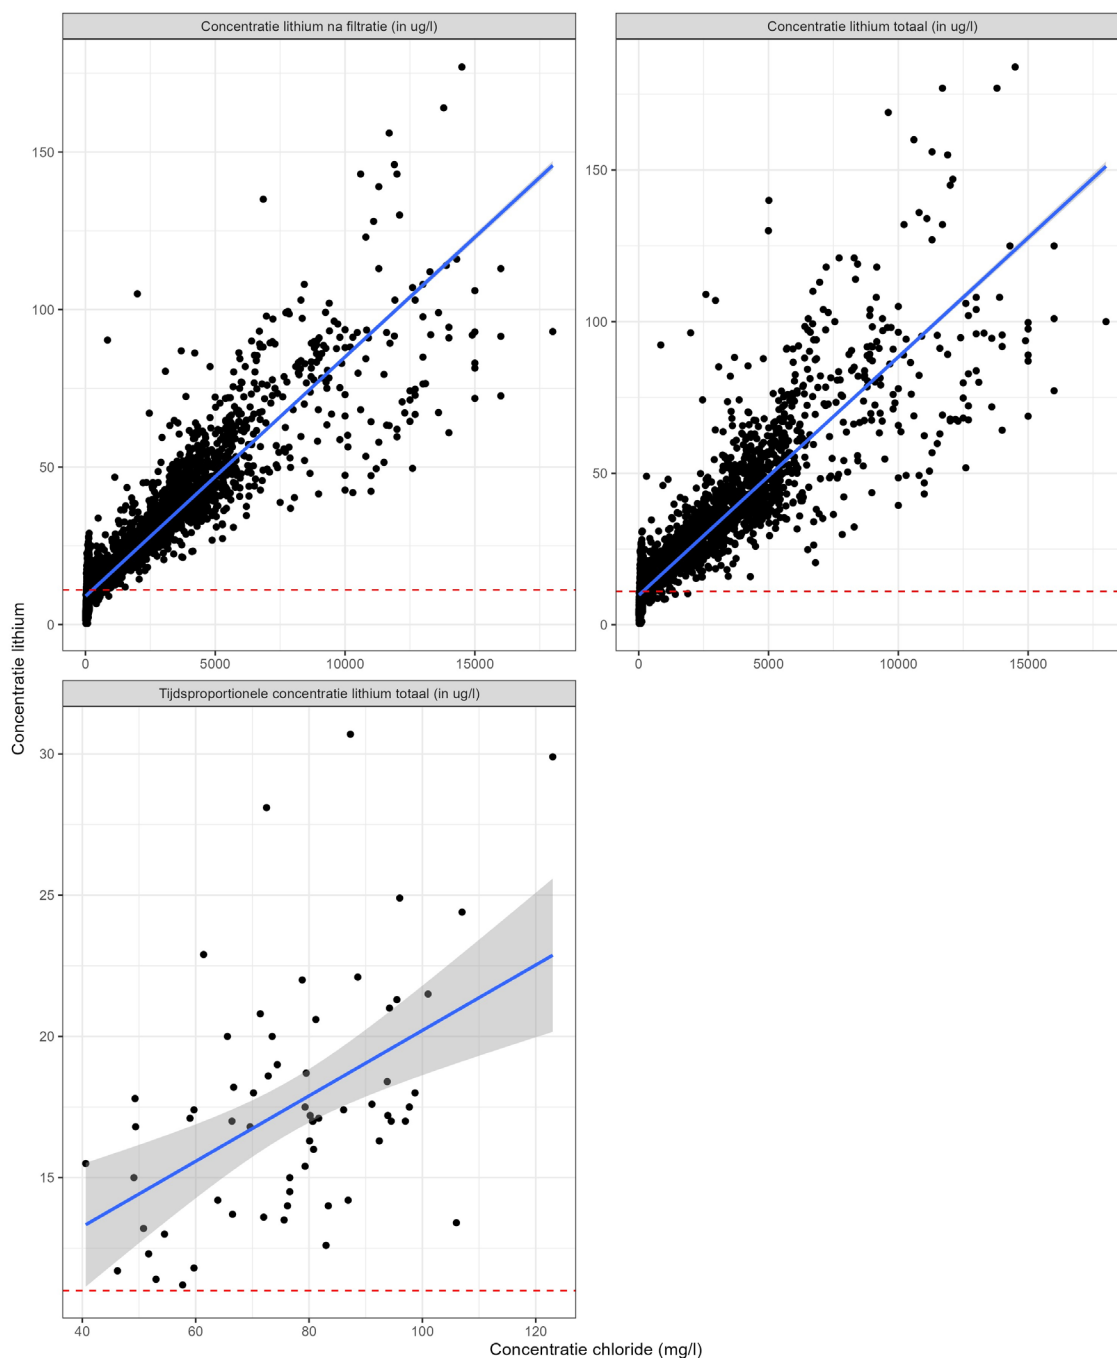 Concentratie lithium na filtratie (in ug/l)
Concentratie lithium totaal (in ug/l)
150
100
50
0
150
100
50
0
0 5000 10000 15000
0 5000 10000 15000
Concentratie lithium
Tijdsproportionele concentratie lithium totaal (in ug/l)
30
25
20
15
40 60 80 100 120
Concentratie chloride (mg/l)